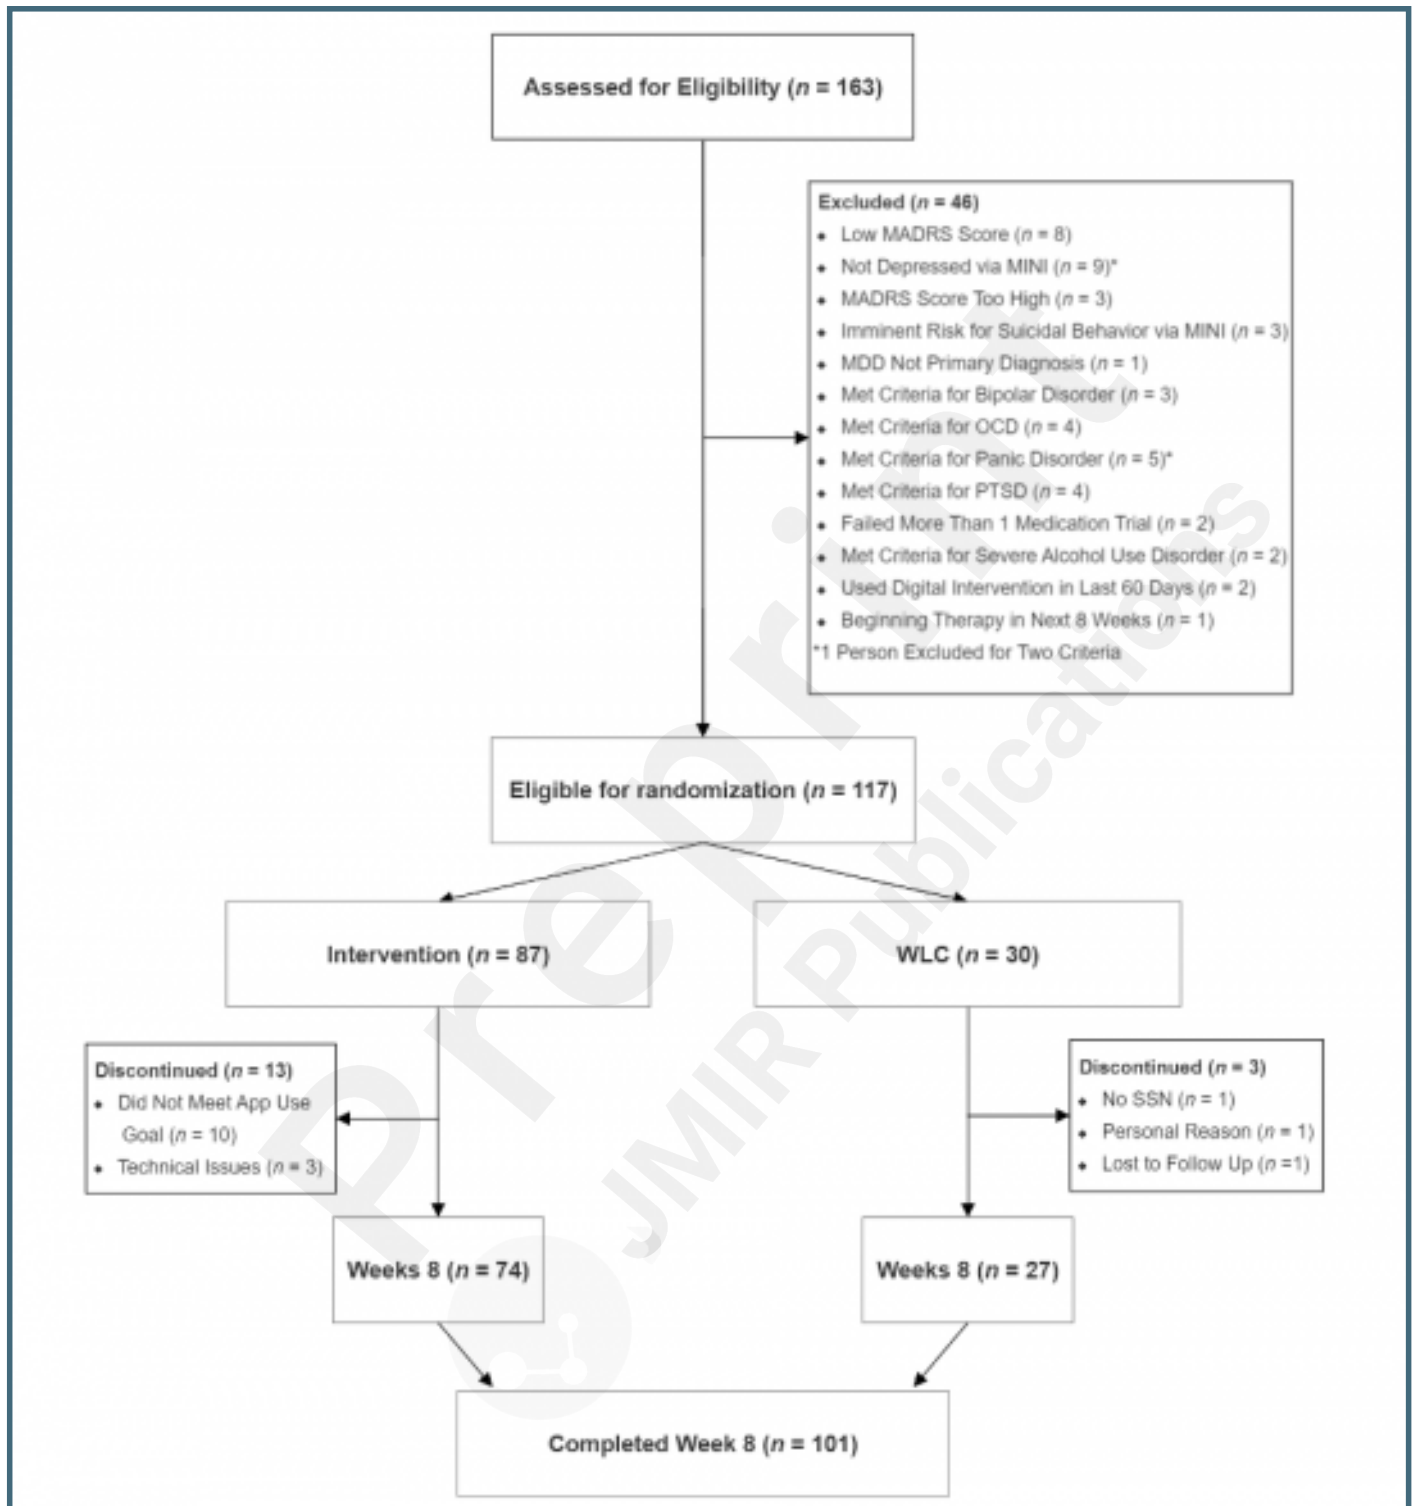 Assessed for Eligibility (n = 163)
Excluded (n = 46)
• Low MADRS Score (n = 8)
• Not Depressed via MINI (n = 9)*
• MADRS Score Too High (n = 3)
• Imminent Risk for Suicidal Behavior via MINI (n = 3)
• MDD Not Primary Diagnosis (n = 1)
• Met Criteria for Bipolar Disorder (n = 3)
• Met Criteria for OCD (n = 4)
• Met Criteria for Panic Disorder (n = 5)*
• Met Criteria for PTSD (n = 4)
• Failed More Than 1 Medication Trial (n = 2)
• Met Criteria for Severe Alcohol Use Disorder (n = 2)
• Used Digital Intervention in Last 60 Days (n = 2)
• Beginning Therapy in Next 8 Weeks (n = 1)
*1 Person Excluded for Two Criteria
Eligible for randomization (n = 117)
Intervention (n = 87)
WLC (n = 30)
Discontinued (n = 13)
• Did Not Meet App Use
Goal (n = 10)
• Technical Issues (n = 3)
Discontinued (n = 3)
• No SSN (n = 1)
• Personal Reason (n = 1)
• Lost to Follow Up (n =1)
Weeks 8 (n = 74)
Weeks 8 (n = 27)
Completed Week 8 (n = 101)
Preprint
JMIR Publications